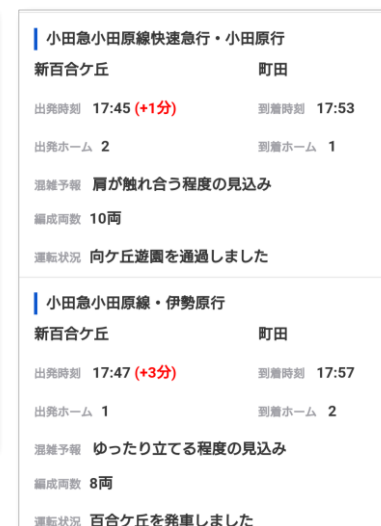 小田急小田原線快速急行・小田原行
新百合ケ丘 町田
出発時刻 17:45 (+1分) 到着時刻 17:53
出発ホーム 2 到着ホーム 1
混雑予報 肩が触れ合う程度の見込み
編成両数 10両
運転状況 向ケ丘遊園を通過しました
小田急小田原線・伊勢原行
新百合ケ丘 町田
出発時刻 17:47 (+3分) 到着時刻 17:57
出発ホーム 1 到着ホーム 2
混雑予報 ゆったり立てる程度の見込み
編成両数 8両
運転状況 百合ケ丘を発車しました